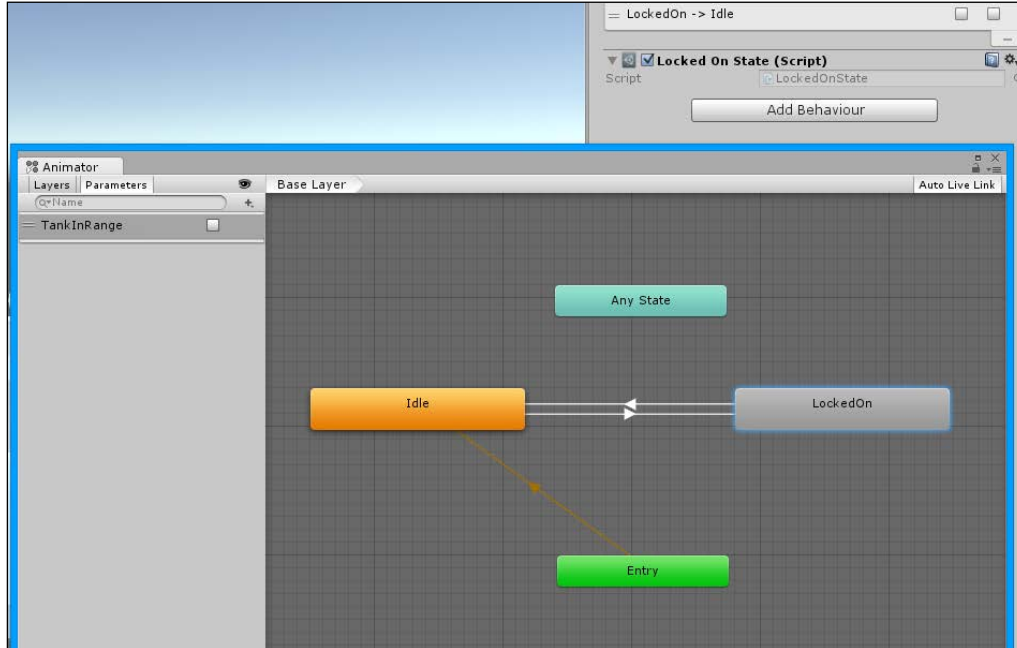 LockedOn -> Idle
Locked On State (Script)
Script LockedOnState
Add Behaviour
Animator
Layers Parameters
Base Layer
Auto Live Link
Name
TankInRange
Any State
Idle
LockedOn
Entry